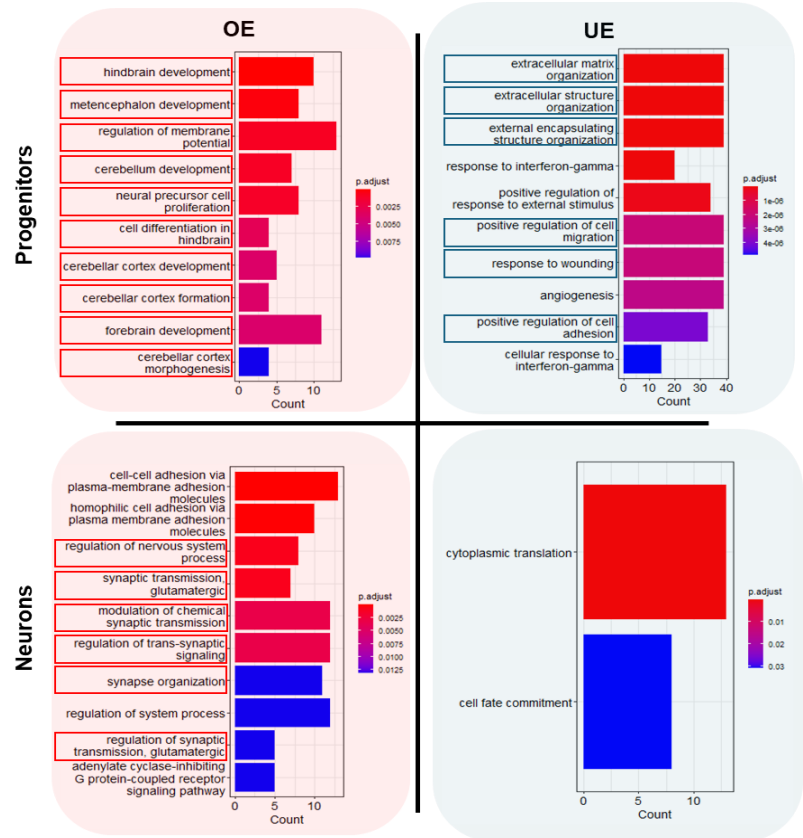 OE
UE
Progenitors
hindbrain development
metencephalon development
regulation of membrane
potential
cerebellum development
neural precursor cell
proliferation
cell differentiation in
hindbrain
cerebellar cortex development
cerebellar cortex formation
forebrain development
cerebellar cortex
morphogenesis
0 5 10
Count
p.adjust
0.0025
0.0050
0.0075
extracellular matrix
organization
extracellular structure
organization
external encapsulating
structure organization
response to interferon-gamma
positive regulation of
response to external stimulus
positive regulation of cell
migration
response to wounding
angiogenesis
positive regulation of cell
adhesion
cellular response to
interferon-gamma
0 10 20 30 40
Count
p.adjust
1e-06
2e-06
3e-06
4e-06
Neurons
cell-cell adhesion via
plasma-membrane adhesion
molecules
homophilic cell adhesion via
plasma membrane adhesion
molecules
regulation of nervous system
process
synaptic transmission,
glutamatergic
modulation of chemical
synaptic transmission
regulation of trans-synaptic
signaling
synapse organization
regulation of system process
regulation of synaptic
transmission, glutamatergic
adenylate cyclase-inhibiting
G protein-coupled receptor
signaling pathway
0 5 10
Count
p.adjust
0.0025
0.0050
0.0075
0.0100
0.0125
cytoplasmic translation
cell fate commitment
0 5 10
Count
p.adjust
0.01
0.02
0.03